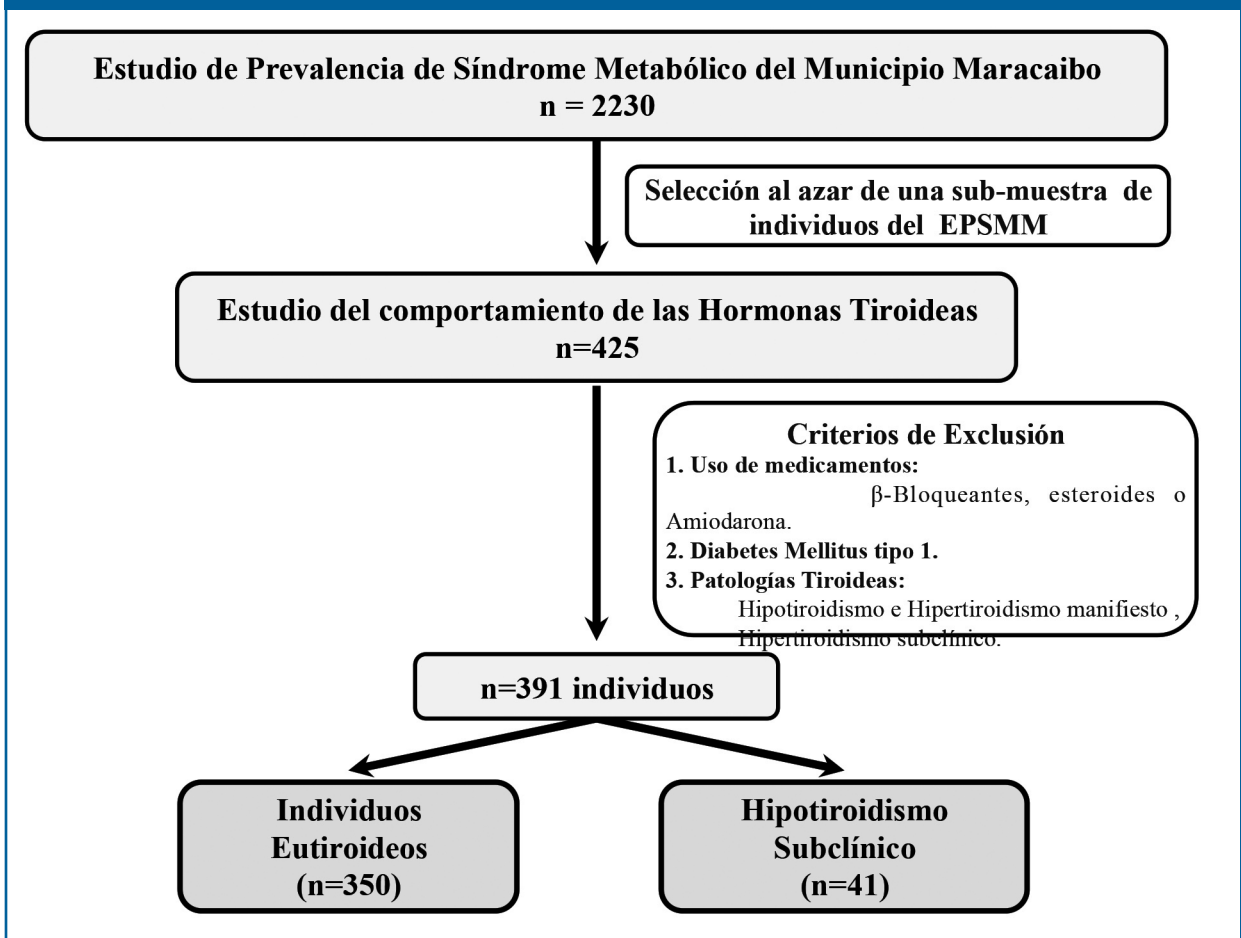 Estudio de Prevalencia de Síndrome Metabólico del Municipio Maracaibo
n = 2230
Selección al azar de una sub-muestra de
individuos del EPSMM
Estudio del comportamiento de las Hormonas Tiroideas
n=425
Criterios de Exclusión
1. Uso de medicamentos:
β-Bloqueantes, esteroides o
Amiodarona.
2. Diabetes Mellitus tipo 1.
3. Patologías Tiroideas:
Hipotiroidismo e Hipertiroidismo manifiesto ,
Hipertiroidismo subclínico.
n=391 individuos
Individuos
Eutiroideos
(n=350)
Hipotiroidismo
Subclínico
(n=41)